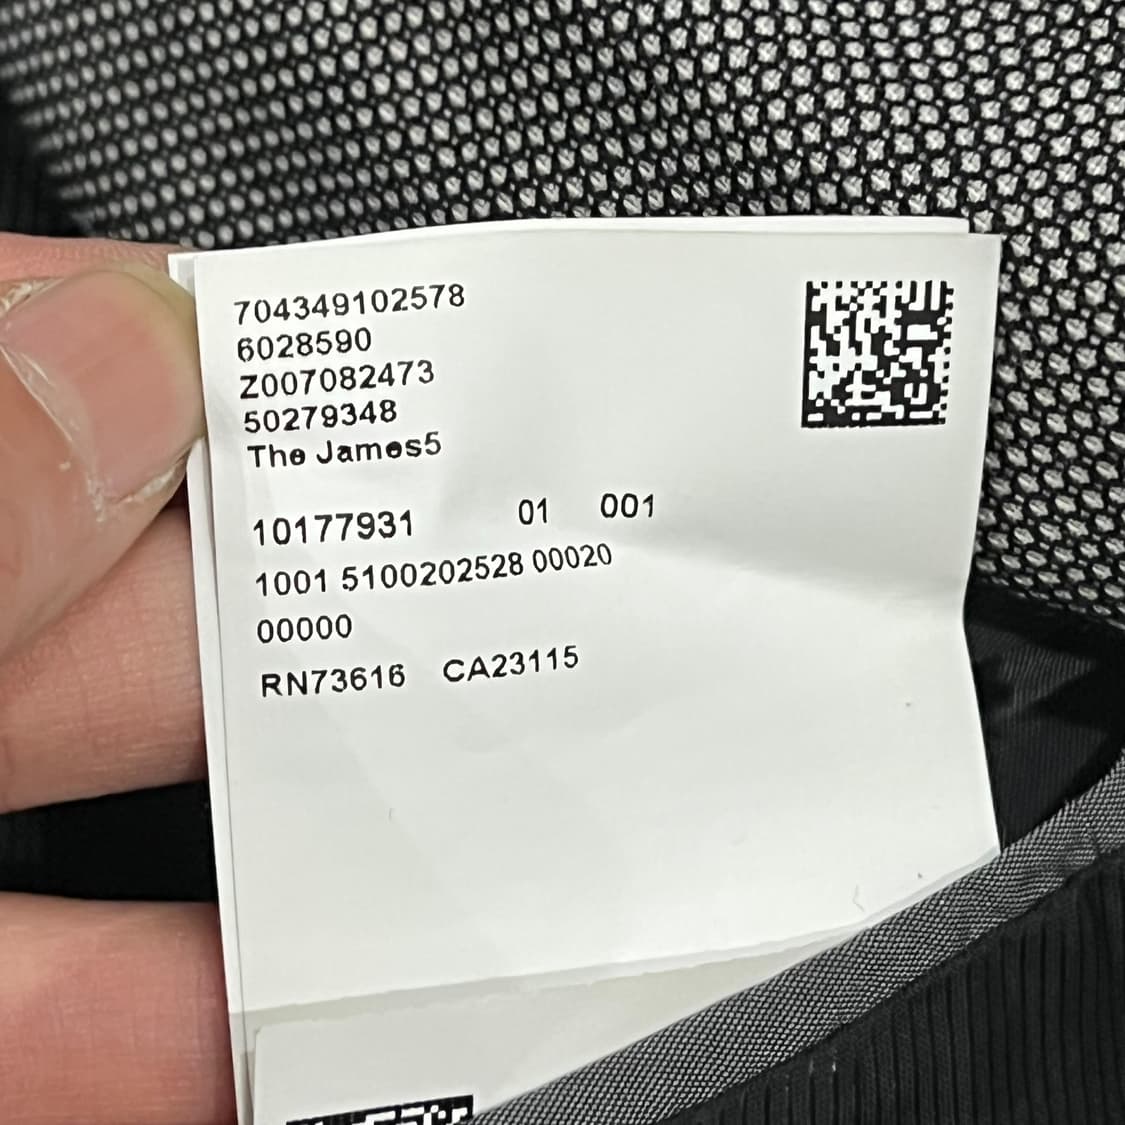 704349102578
6028590
Z007082473
50279348
The James5
10177931 01 001
1001 5100202528 00020
00000
RN73616 CA23115